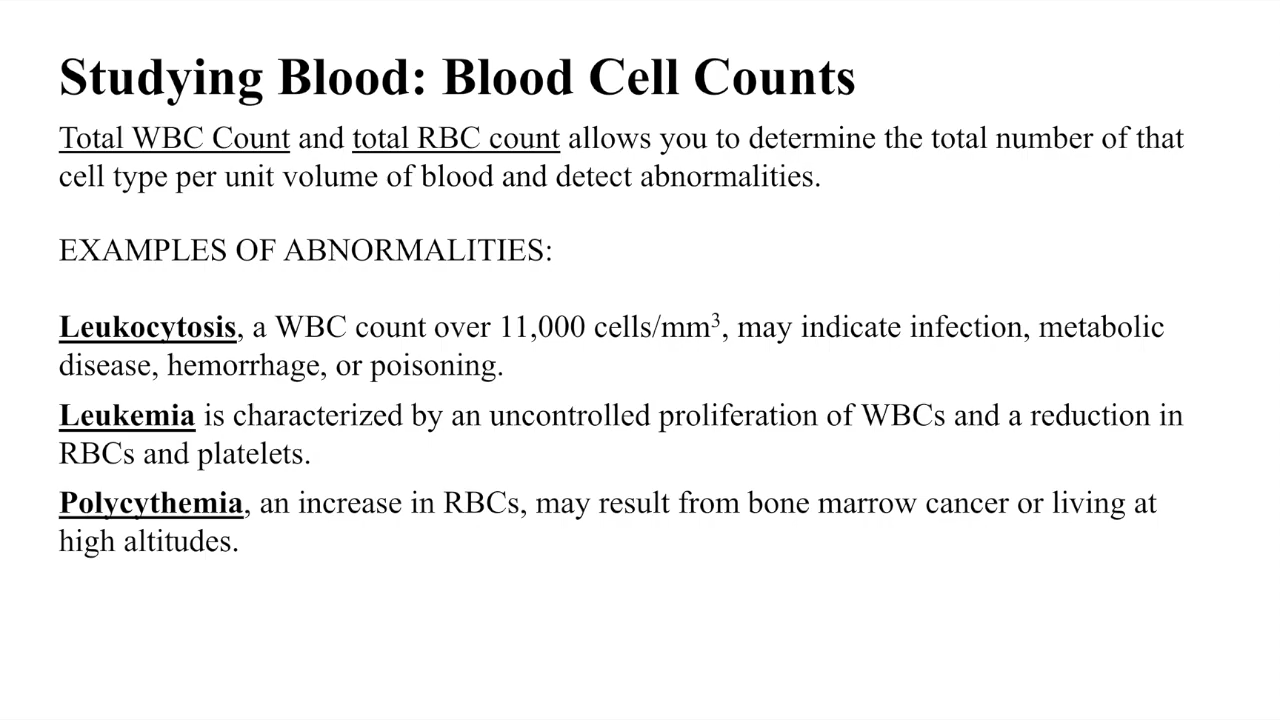 Studying Blood: Blood Cell Counts
Total WBC Count and total RBC count allows you to determine the total number of that
cell type per unit volume of blood and detect abnormalities.
EXAMPLES OF ABNORMALITIES:
Leukocytosis, a WBC count over 11,000 cells/mm³, may indicate infection, metabolic
disease, hemorrhage, or poisoning.
Leukemia is characterized by an uncontrolled proliferation of WBCs and a reduction in
RBCs and platelets.
Polycythemia, an increase in RBCs, may result from bone marrow cancer or living at
high altitudes.